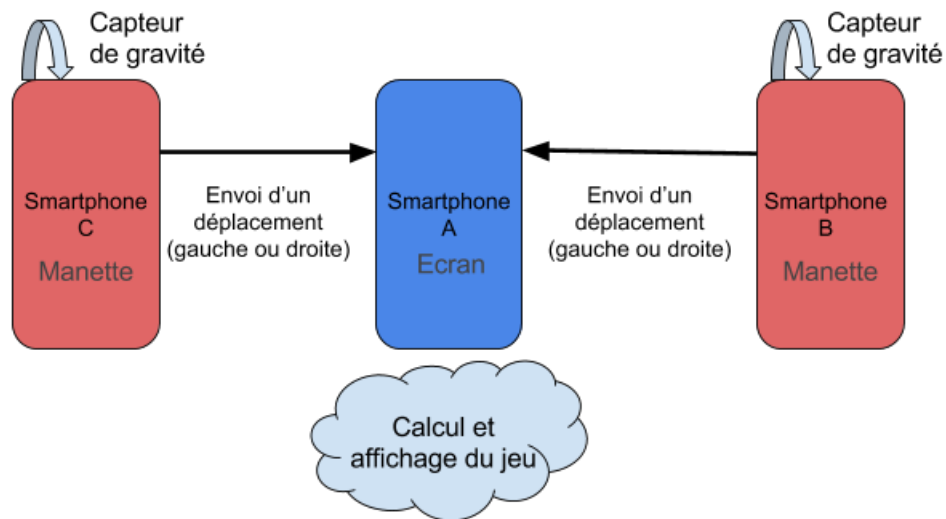 Capteur
de gravité
Capteur
de gravité
Smartphone
C
Manette
Envoi d'un
déplacement
(gauche ou droite)
Smartphone
A
Ecran
Envoi d'un
déplacement
(gauche ou droite)
Smartphone
B
Manette
Calcul et
affichage du jeu